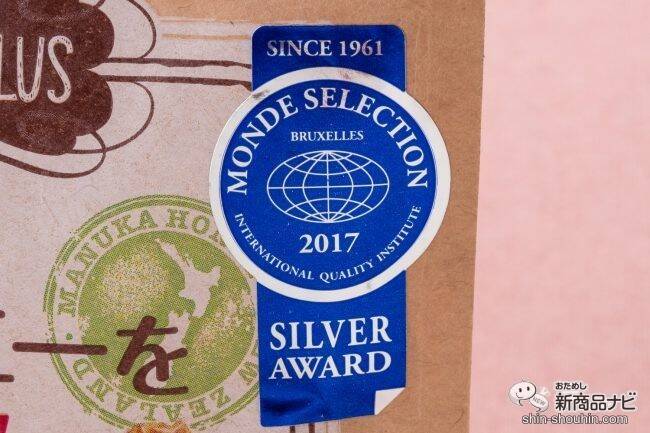 LUS
SINCE 1961
MONDE SELECTION
BRUXELLES
2017
INTERNATIONAL QUALITY INSTITUTE
SILVER
AWARD
MANUKA HON
W ZEALAND
ーを
おためし
新商品ナビ
shin-shouhin.com